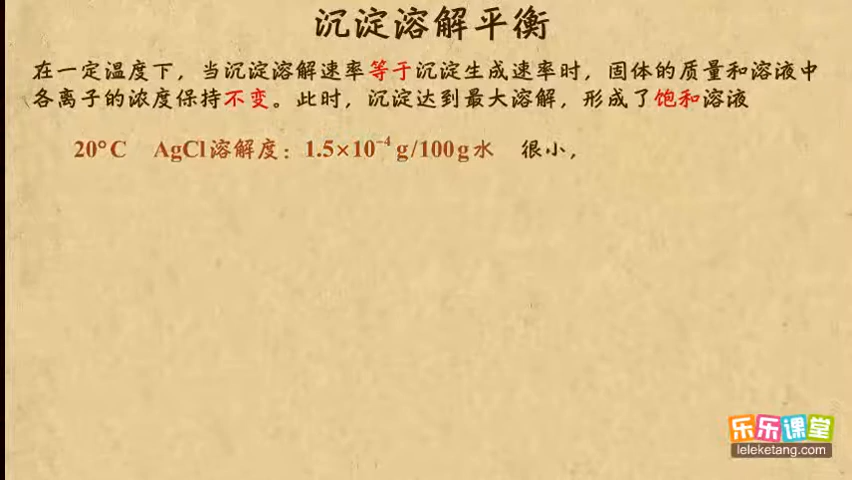 沉淀溶解平衡
在一定温度下，当沉淀溶解速率等于沉淀生成速率时，固体的质量和溶液中
各离子的浓度保持不变。此时，沉淀达到最大溶解，形成了饱和溶液
20°C AgCl溶解度：1.5×10⁻⁴ g/100g水 很小，
乐乐课堂
leleketang.com